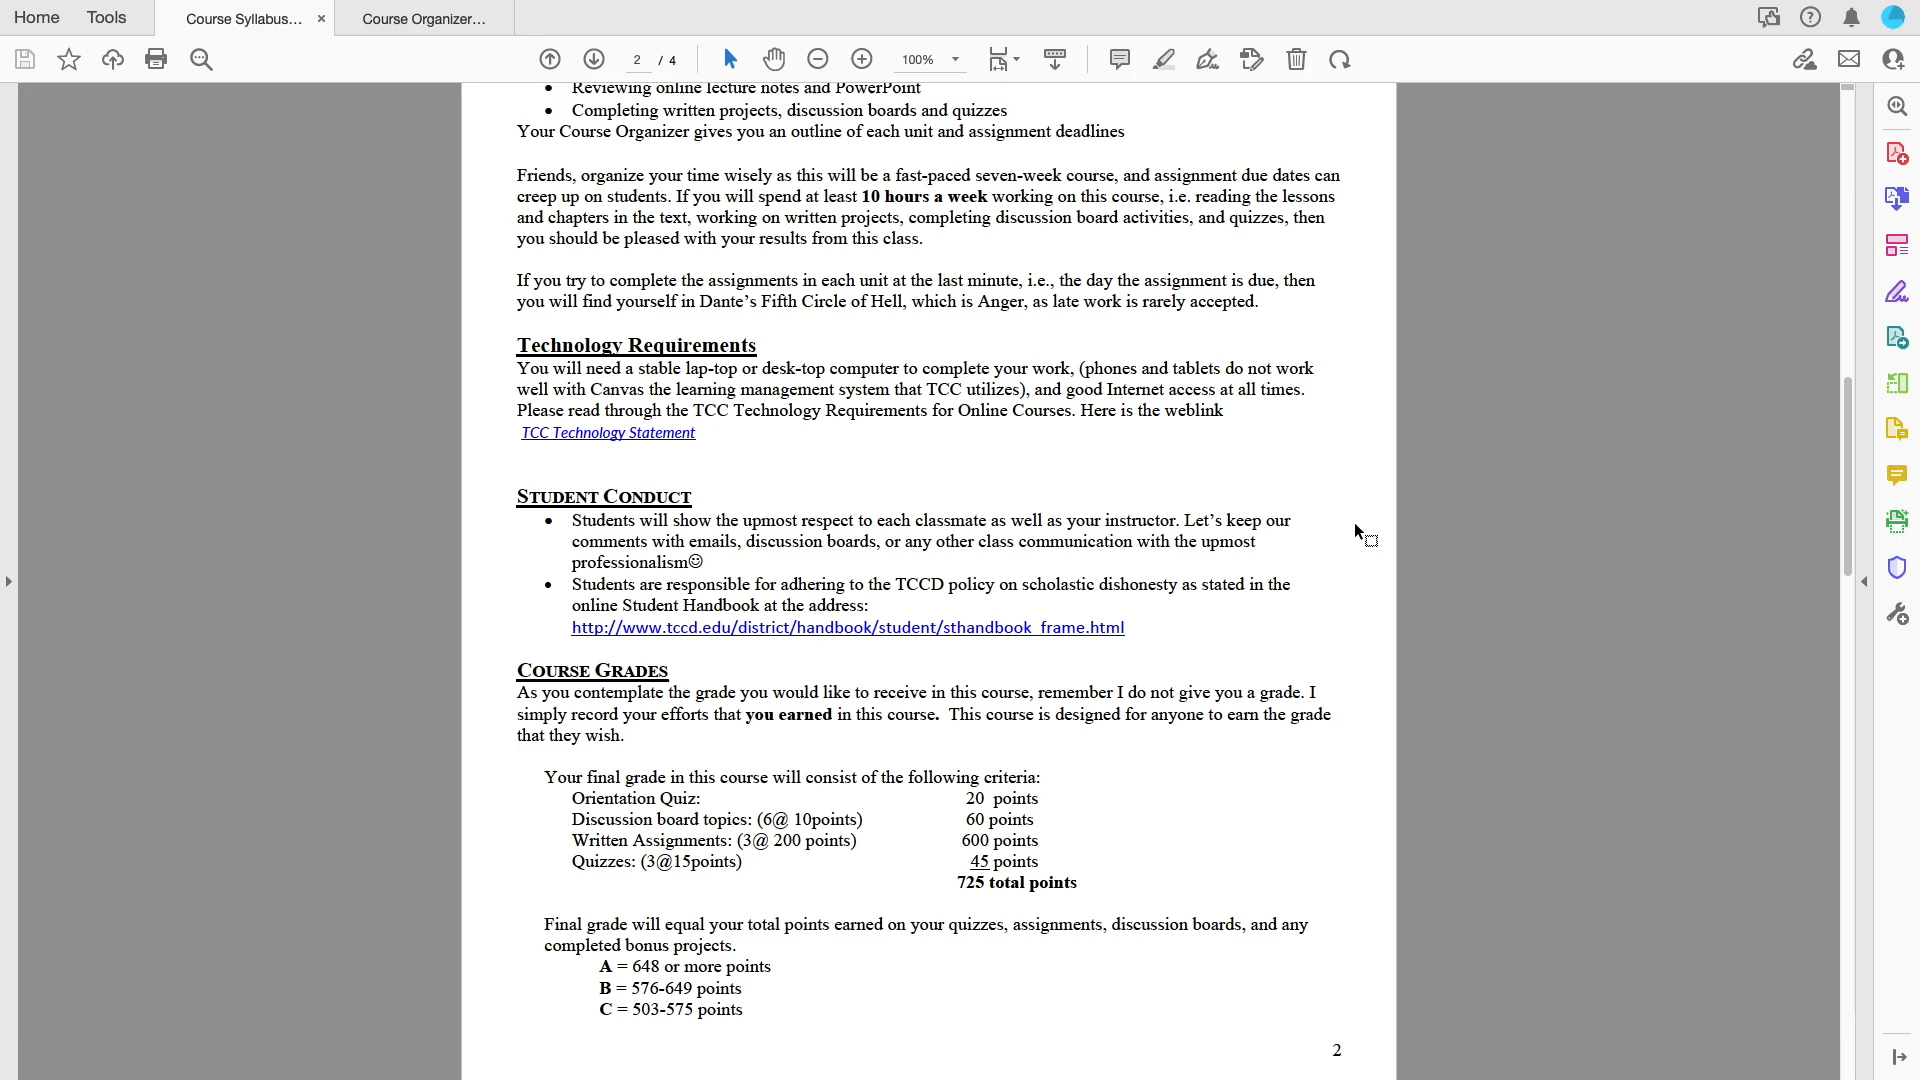 Home Tools Course Syllabus... × Course Organizer...
2 / 4 100%
• Reviewing online lecture notes and PowerPoint
• Completing written projects, discussion boards and quizzes
Your Course Organizer gives you an outline of each unit and assignment deadlines
Friends, organize your time wisely as this will be a fast-paced seven-week course, and assignment due dates can
creep up on students. If you will spend at least 10 hours a week working on this course, i.e. reading the lessons
and chapters in the text, working on written projects, completing discussion board activities, and quizzes, then
you should be pleased with your results from this class.
If you try to complete the assignments in each unit at the last minute, i.e., the day the assignment is due, then
you will find yourself in Dante’s Fifth Circle of Hell, which is Anger, as late work is rarely accepted.
Technology Requirements
You will need a stable lap-top or desk-top computer to complete your work, (phones and tablets do not work
well with Canvas the learning management system that TCC utilizes), and good Internet access at all times.
Please read through the TCC Technology Requirements for Online Courses. Here is the weblink
TCC Technology Statement
STUDENT CONDUCT
• Students will show the upmost respect to each classmate as well as your instructor. Let’s keep our
comments with emails, discussion boards, or any other class communication with the upmost
professionalism☺
• Students are responsible for adhering to the TCCD policy on scholastic dishonesty as stated in the
online Student Handbook at the address:
http://www.tccd.edu/district/handbook/student/sthandbook_frame.html
COURSE GRADES
As you contemplate the grade you would like to receive in this course, remember I do not give you a grade. I
simply record your efforts that you earned in this course. This course is designed for anyone to earn the grade
that they wish.
Your final grade in this course will consist of the following criteria:
Orientation Quiz: 20 points
Discussion board topics: (6@ 10points) 60 points
Written Assignments: (3@ 200 points) 600 points
Quizzes: (3@15points) 45 points
725 total points
Final grade will equal your total points earned on your quizzes, assignments, discussion boards, and any
completed bonus projects.
A = 648 or more points
B = 576-649 points
C = 503-575 points
2